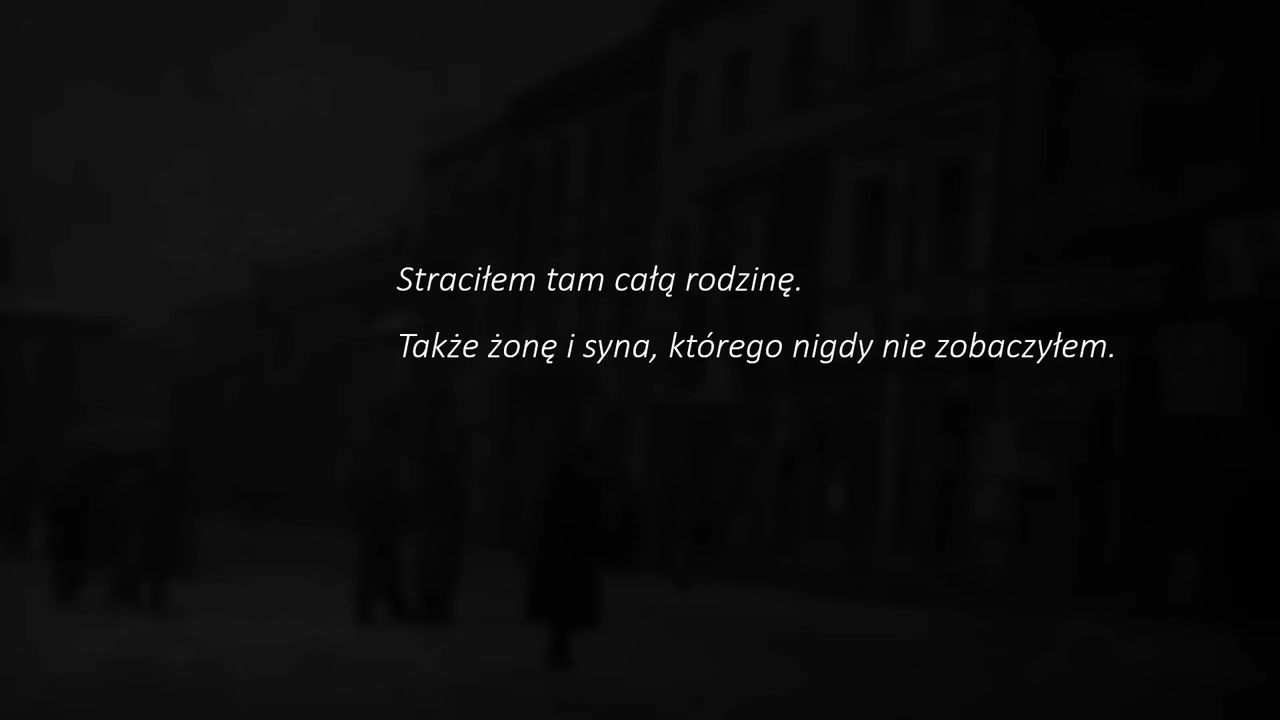 Straciłem tam całą rodzinę.
Także żonę i syna, którego nigdy nie zobaczyłem.